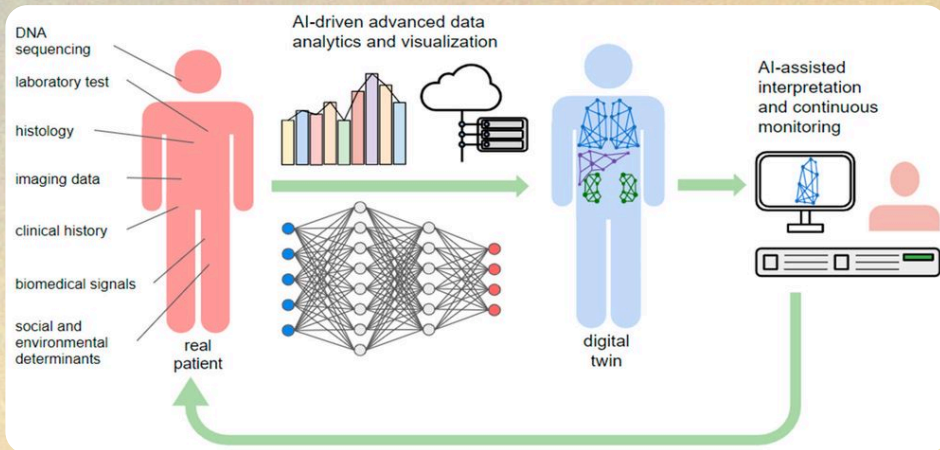 DNA
sequencing
laboratory test
histology
imaging data
clinical history
biomedical signals
social and
environmental
determinants
real
patient
AI-driven advanced data
analytics and visualization
digital
twin
AI-assisted
interpretation
and continuous
monitoring